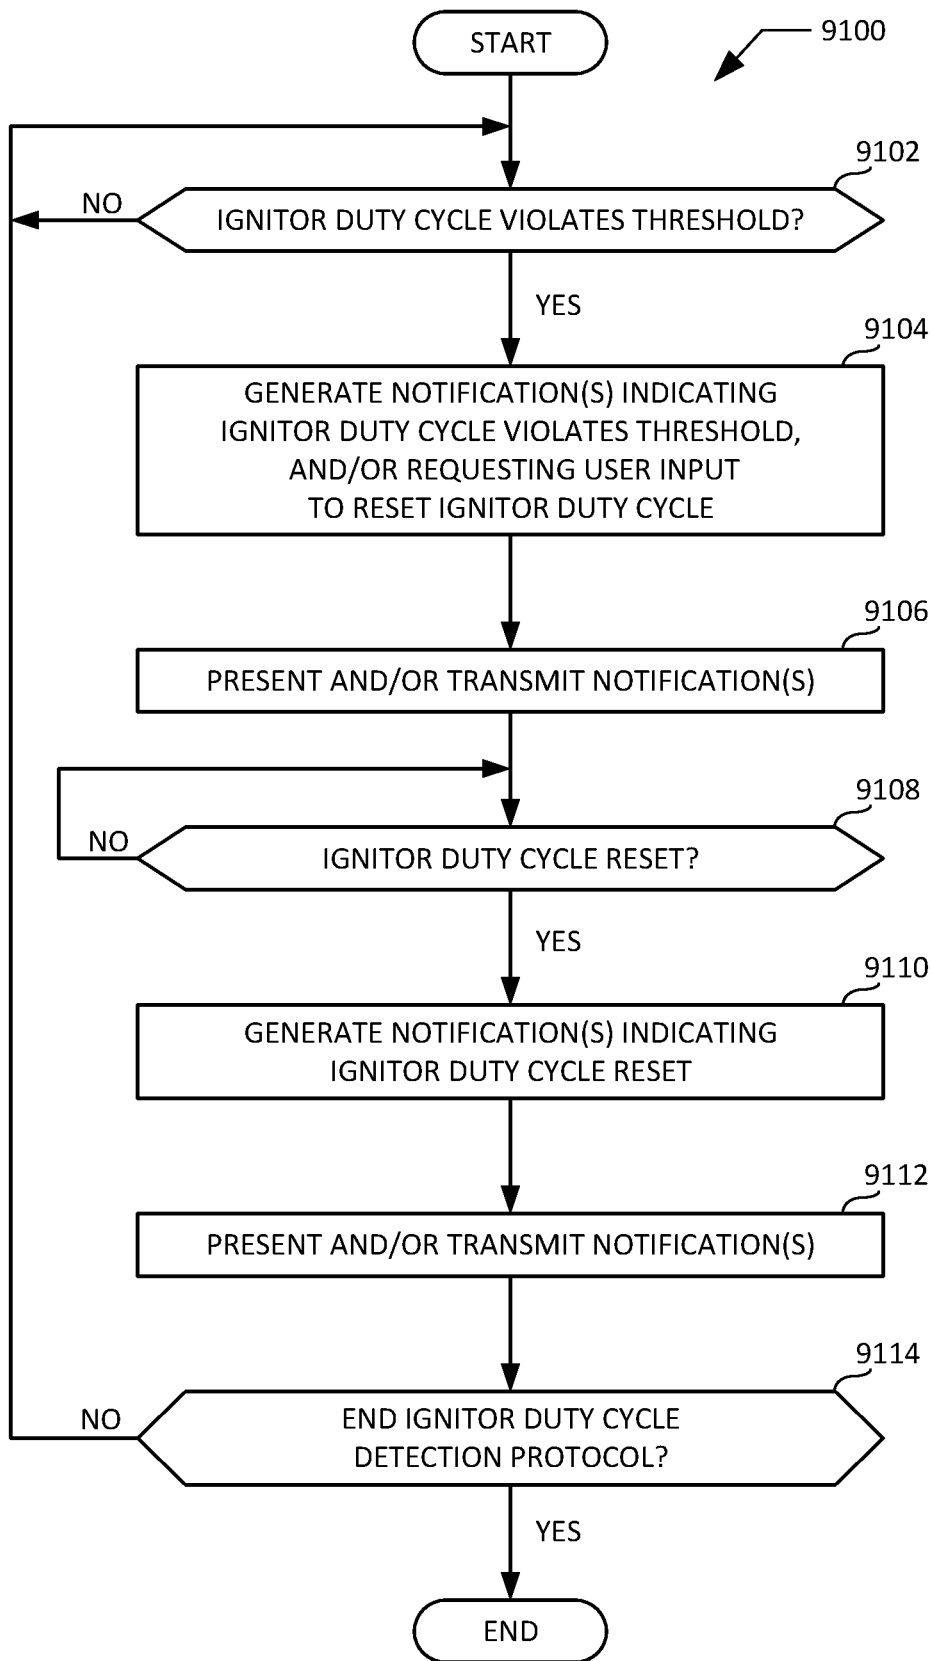 START
9100
9102
NO
IGNITOR DUTY CYCLE VIOLATES THRESHOLD?
YES
9104
GENERATE NOTIFICATION(S) INDICATING
IGNITOR DUTY CYCLE VIOLATES THRESHOLD,
AND/OR REQUESTING USER INPUT
TO RESET IGNITOR DUTY CYCLE
9106
PRESENT AND/OR TRANSMIT NOTIFICATION(S)
9108
NO
IGNITOR DUTY CYCLE RESET?
YES
9110
GENERATE NOTIFICATION(S) INDICATING
IGNITOR DUTY CYCLE RESET
9112
PRESENT AND/OR TRANSMIT NOTIFICATION(S)
9114
NO
END IGNITOR DUTY CYCLE
DETECTION PROTOCOL?
YES
END